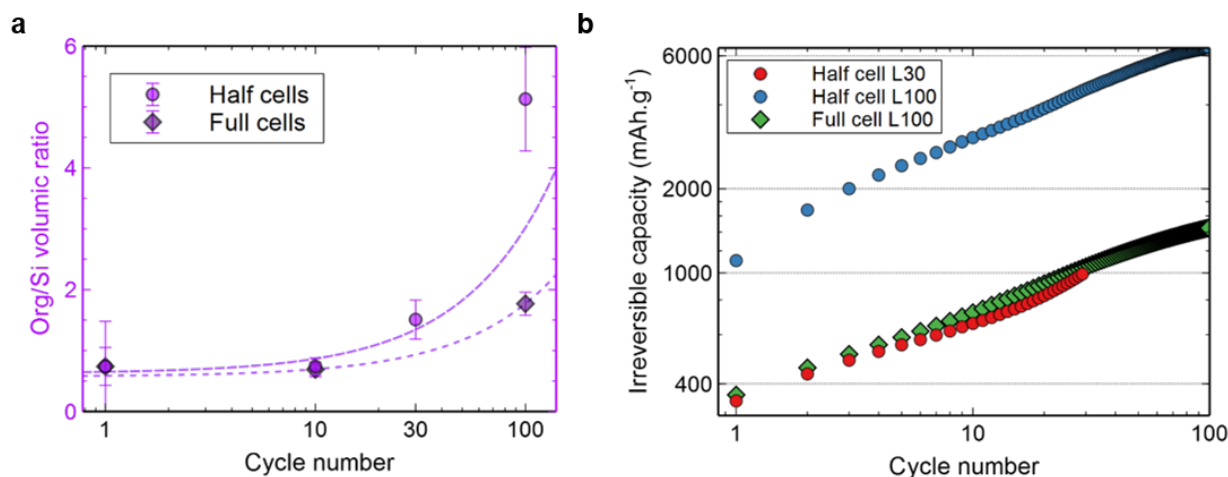 a
6
4
2
0
Org/Si volumic ratio
Half cells
Full cells
1
10
30
100
Cycle number
b
6000
2000
1000
400
Irreversible capacity (mAh.g⁻¹)
Half cell L30
Half cell L100
Full cell L100
1
10
100
Cycle number